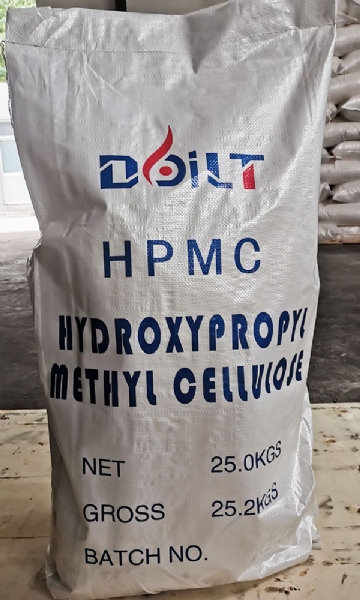 DOiLT
HPMC
HYDROXYPROPYL
METHYL CELLULOSE
NET 25.0KGS
GROSS 25.2KGS
BATCH NO.